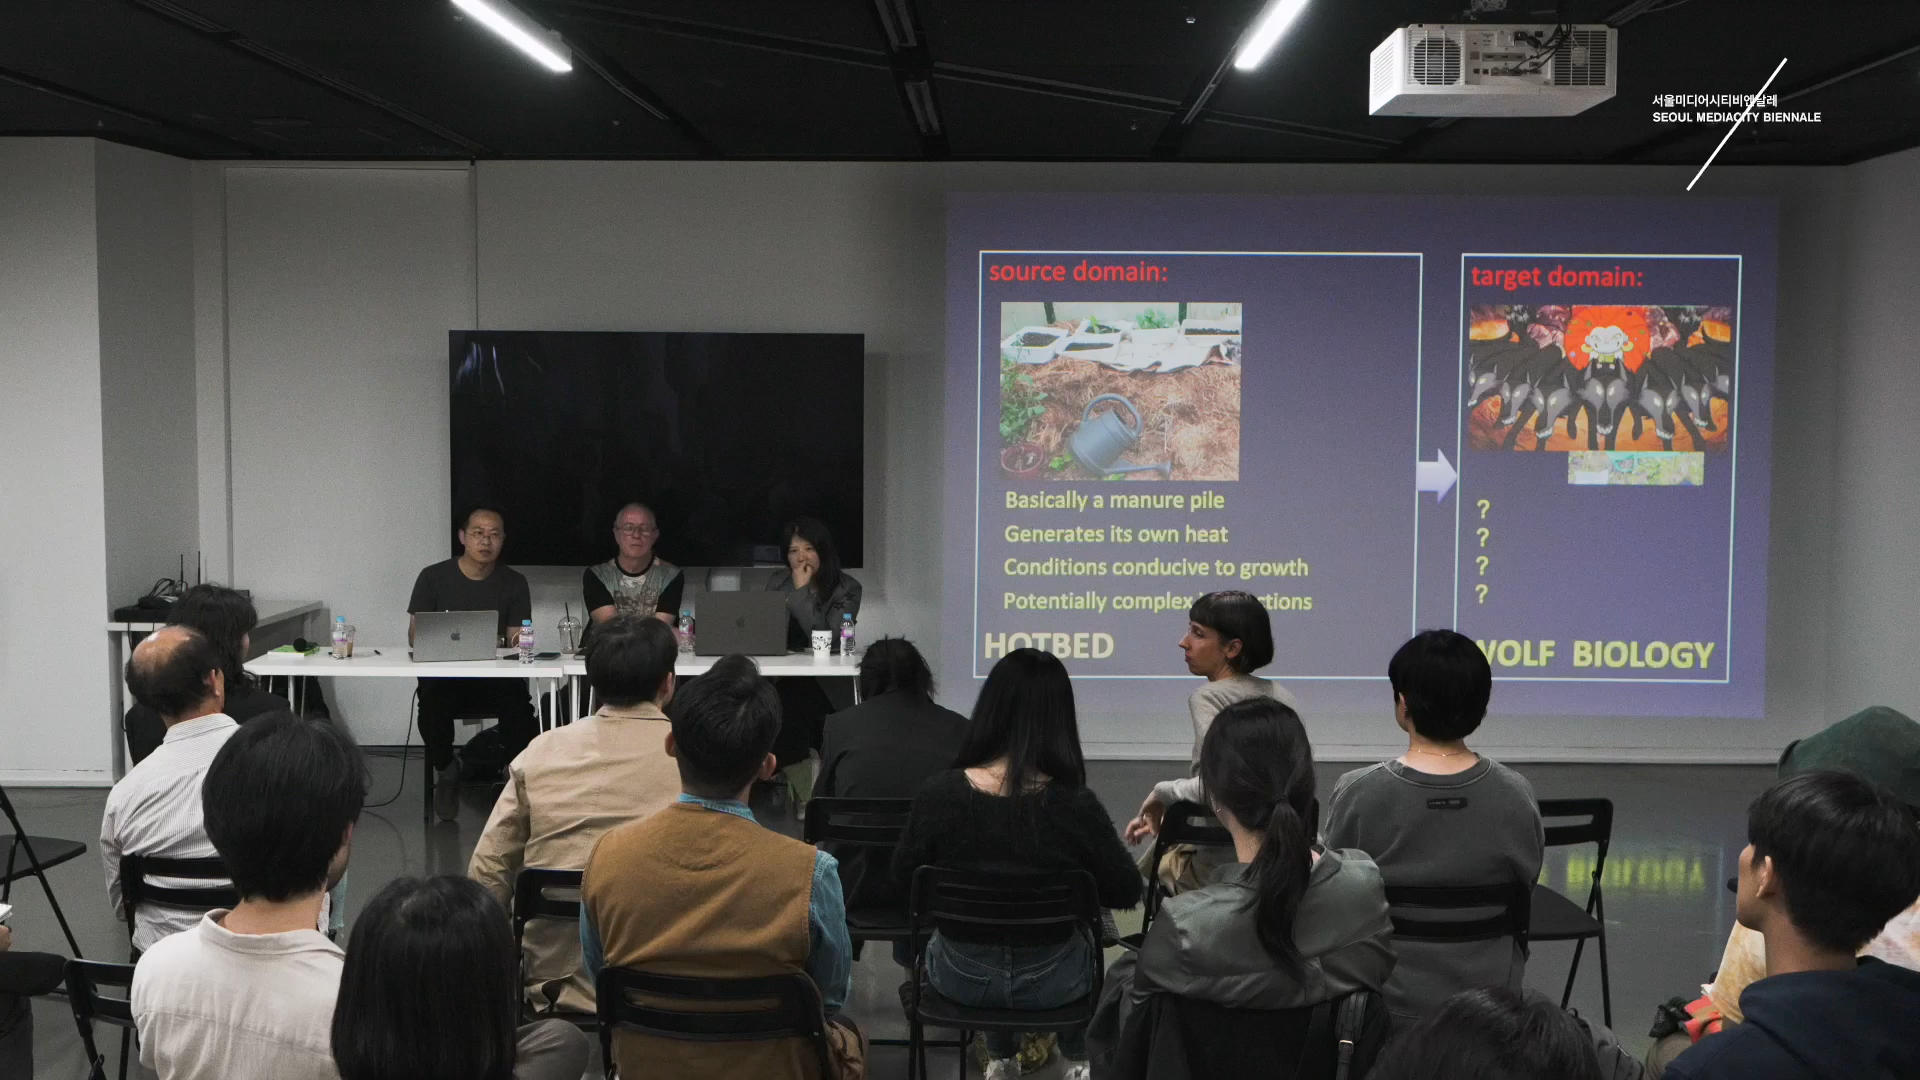 서울미디어시티비엔날레
SEOUL MEDIACITY BIENNALE
source domain:
Basically a manure pile
Generates its own heat
Conditions conducive to growth
Potentially complex
HOTBED
target domain:
?
?
?
?
WOLF BIOLOGY